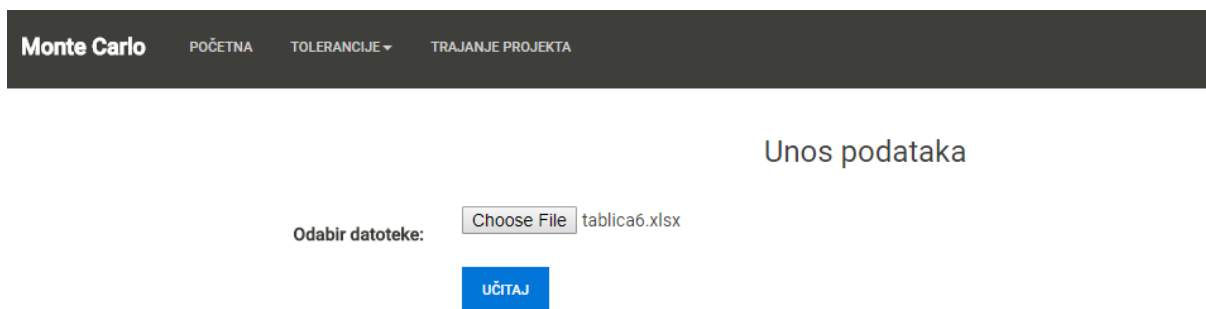 Monte Carlo POČETNA TOLERANCIJE TRAJANJE PROJEKTA
Unos podataka
Odabir datoteke: Choose File tablica6.xlsx
UČITAJ